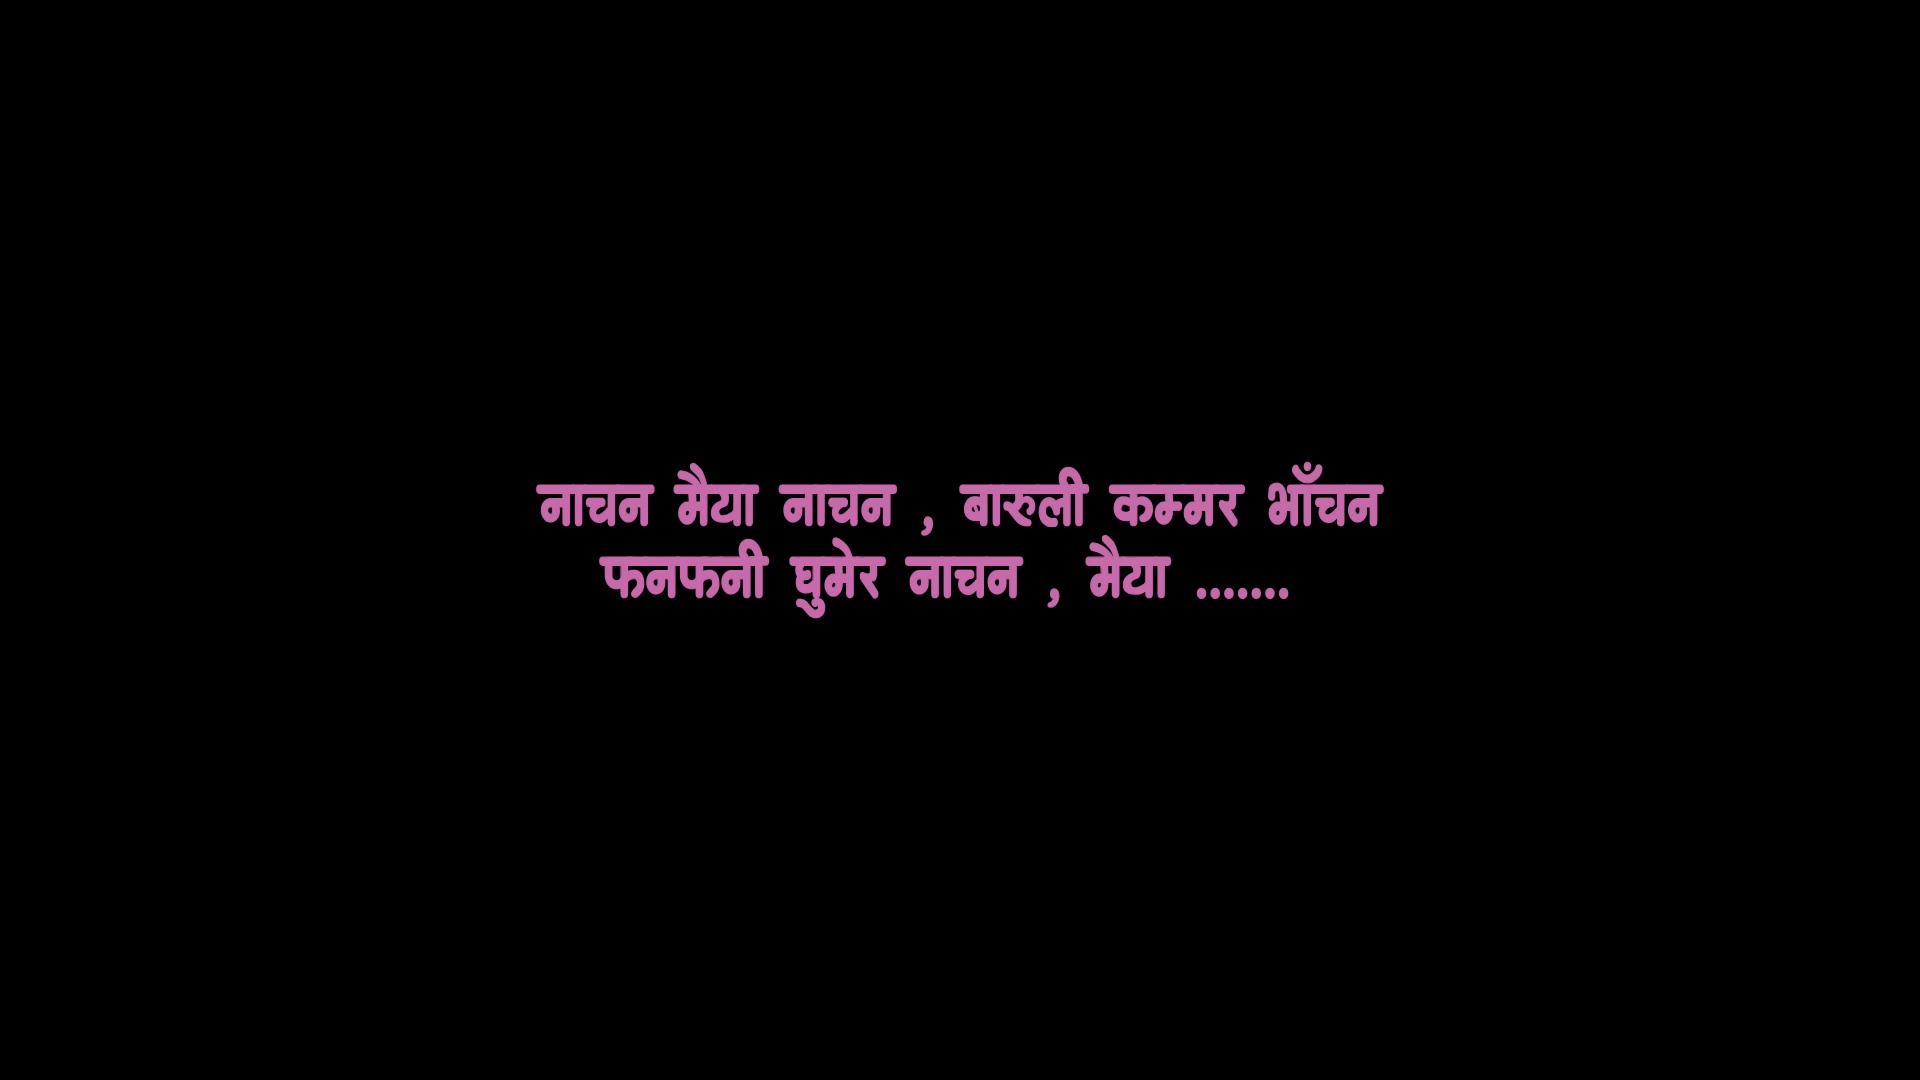 नाचन मैया नाचन , बारुली कम्मर भाँचन
फनफनी घुमेर नाचन , मैया .......